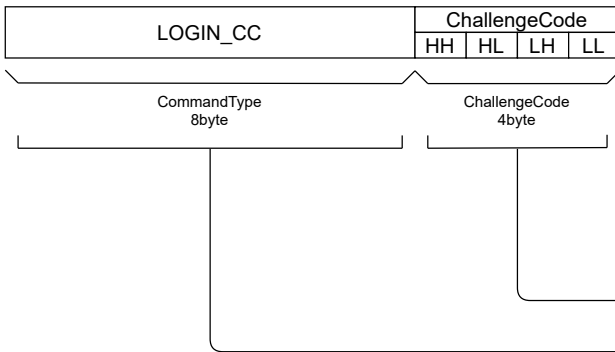 LOGIN_CC
ChallengeCode
HH HL LH LL
CommandType
8byte
ChallengeCode
4byte